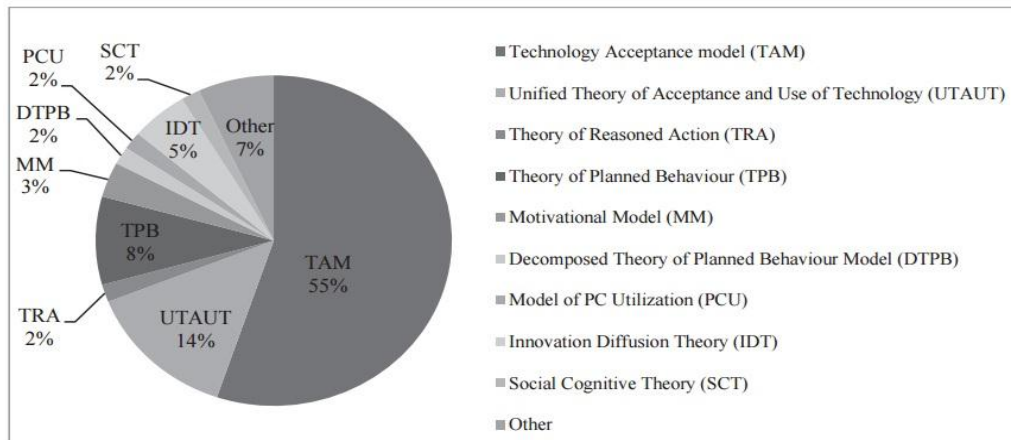 SCT
2%
PCU
2%
DTPB
2%
MM
3%
IDT
5%
Other
7%
TPB
8%
TAM
55%
TRA
2%
UTAUT
14%
Technology Acceptance model (TAM)
Unified Theory of Acceptance and Use of Technology (UTAUT)
Theory of Reasoned Action (TRA)
Theory of Planned Behaviour (TPB)
Motivational Model (MM)
Decomposed Theory of Planned Behaviour Model (DTPB)
Model of PC Utilization (PCU)
Innovation Diffusion Theory (IDT)
Social Cognitive Theory (SCT)
Other